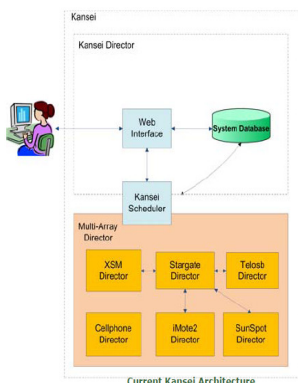 Kansei
Kansei Director
Web
Interface
System Database
Kansei
Scheduler
Multi-Array
Director
XSM
Director
Stargate
Director
Telosb
Director
Cellphone
Director
iMote2
Director
SunSpot
Director
Current Kansei Architecture